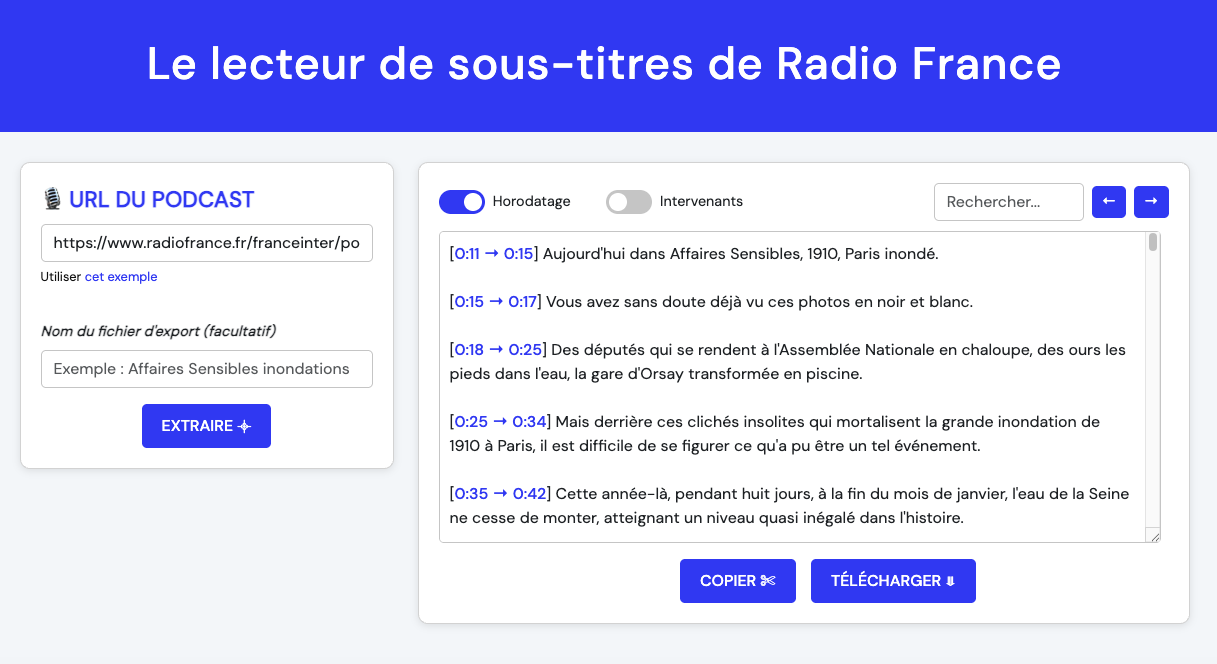 Le lecteur de sous-titres de Radio France
URL DU PODCAST
https://www.radiofrance.fr/franceinter/po
Utiliser cet exemple
Nom du fichier d'export (facultatif)
Exemple : Affaires Sensibles inondations
EXTRAIRE
Horodatage
Intervenants
Rechercher...
←
→
[0:11 → 0:15] Aujourd'hui dans Affaires Sensibles, 1910, Paris inondé.
[0:15 → 0:17] Vous avez sans doute déjà vu ces photos en noir et blanc.
[0:18 → 0:25] Des députés qui se rendent à l'Assemblée Nationale en chaloupe, des ours les
pieds dans l'eau, la gare d'Orsay transformée en piscine.
[0:25 → 0:34] Mais derrière ces clichés insolites qui mortalisent la grande inondation de
1910 à Paris, il est difficile de se figurer ce qu'a pu être un tel événement.
[0:35 → 0:42] Cette année-là, pendant huit jours, à la fin du mois de janvier, l'eau de la Seine
ne cesse de monter, atteignant un niveau quasi inégalé dans l'histoire.
COPIER
TÉLÉCHARGER